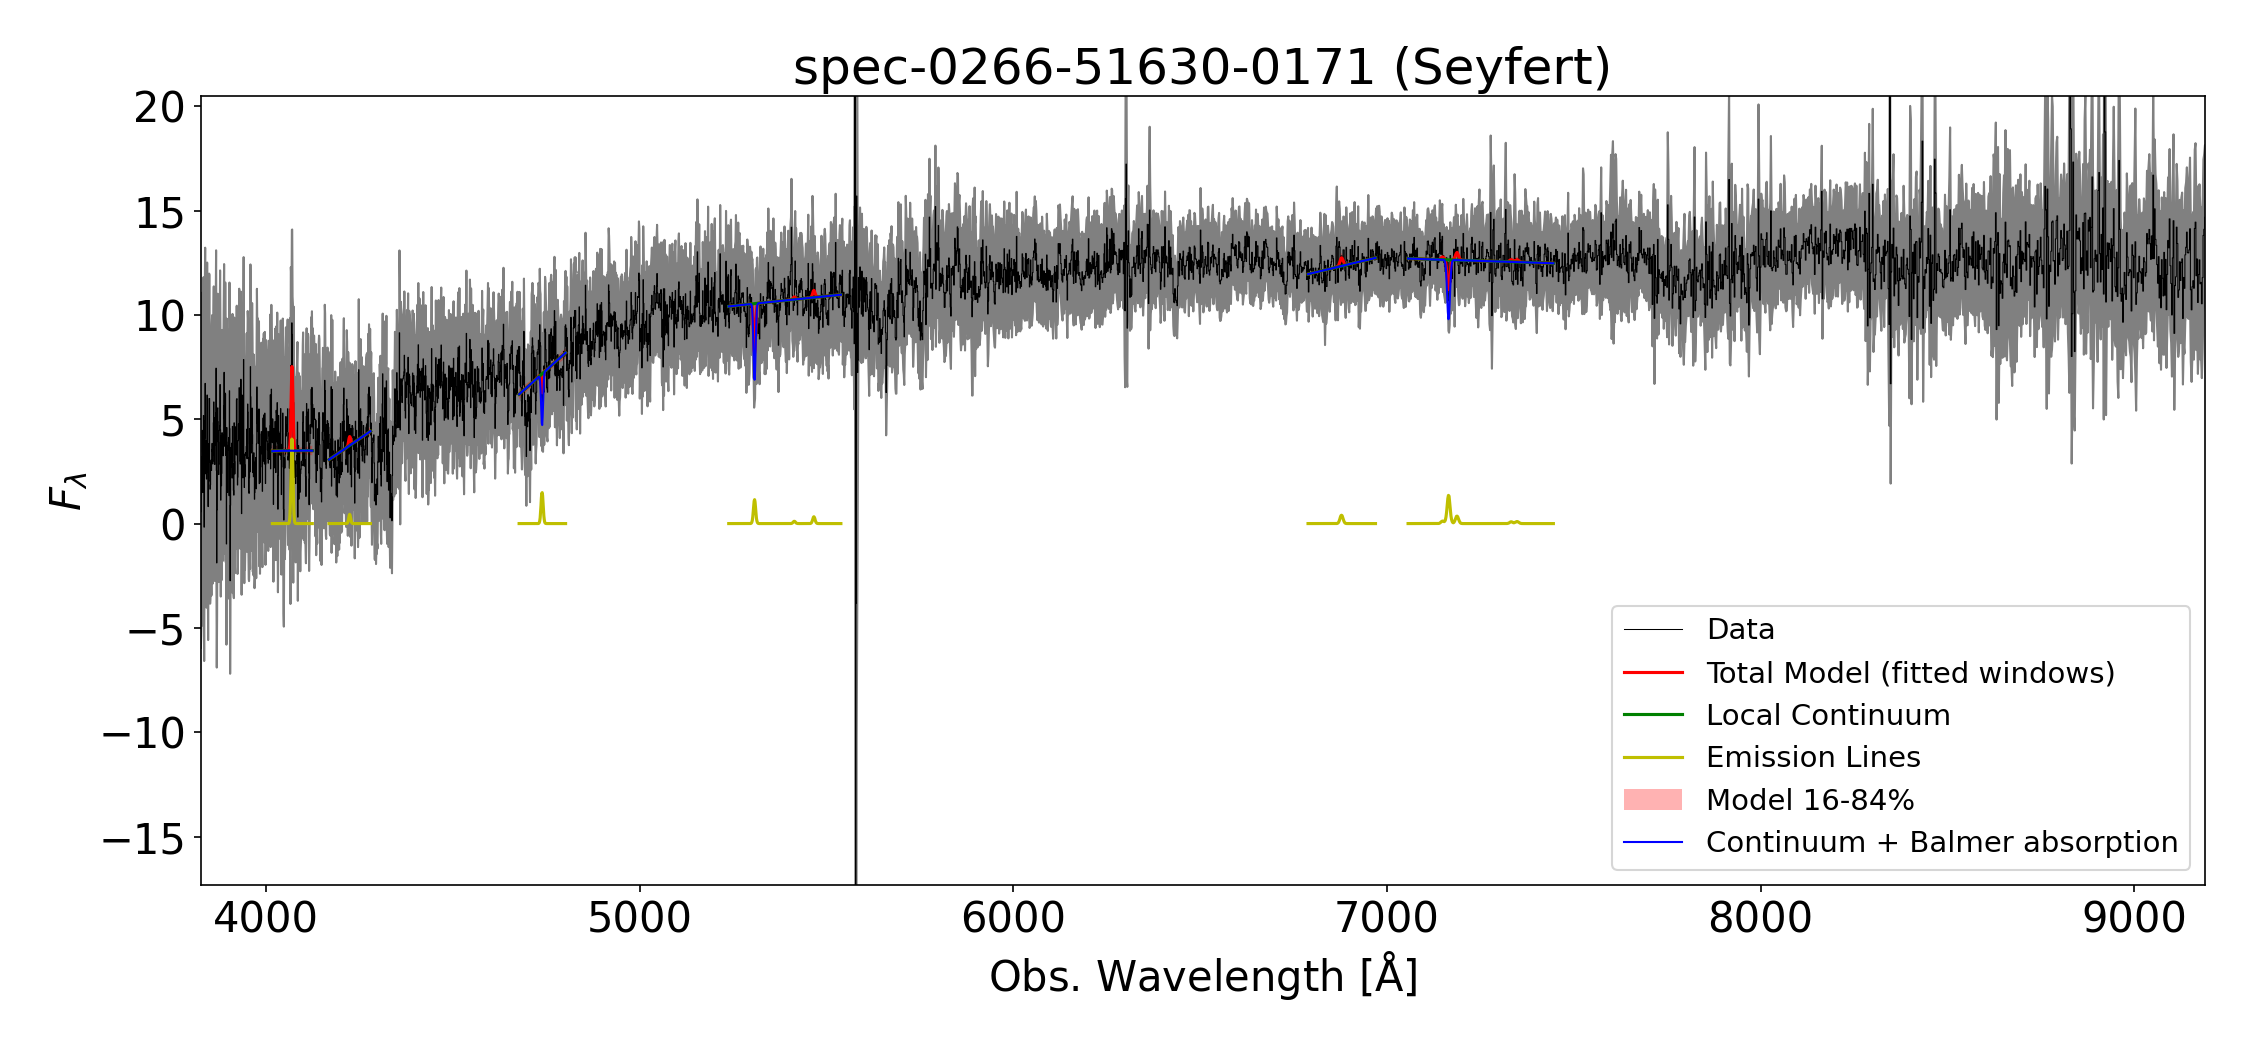 spec-0266-51630-0171 (Seyfert)
20
15
10
5
0
−5
−10
−15
F_λ
4000 5000 6000 7000 8000 9000
Obs. Wavelength [Å]
Data
Total Model (fitted windows)
Local Continuum
Emission Lines
Model 16-84%
Continuum + Balmer absorption